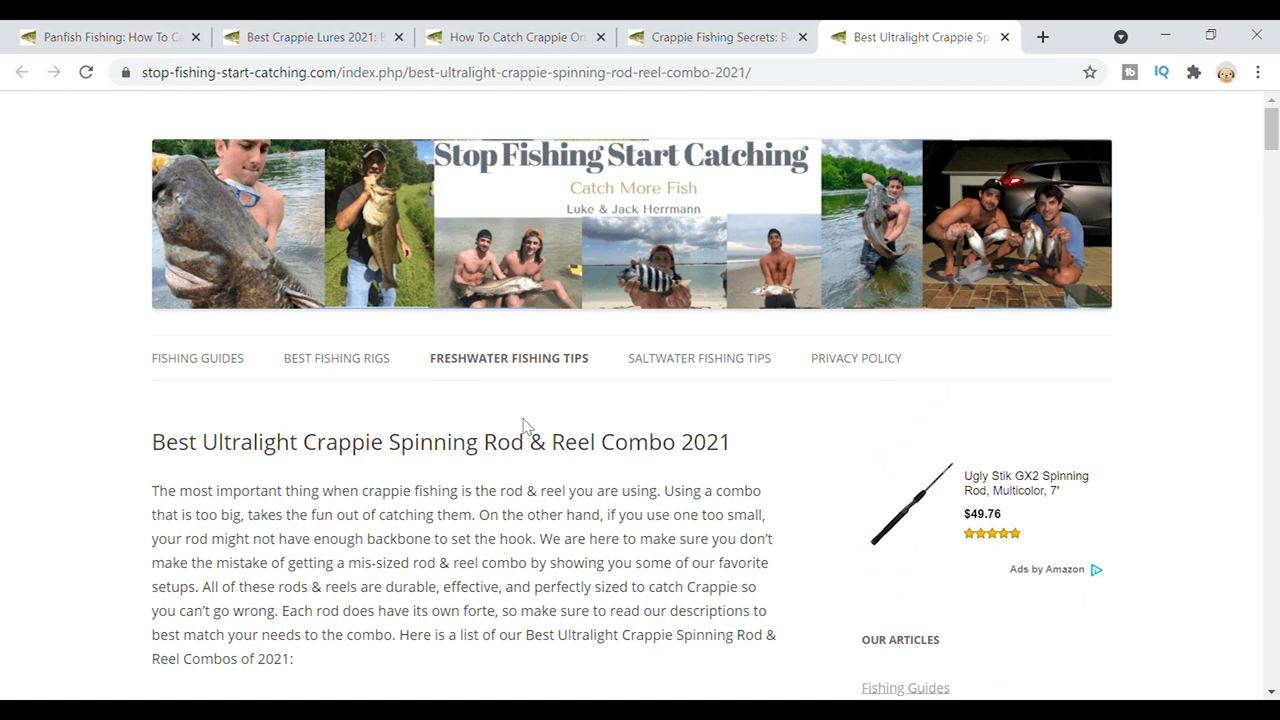 Panfish Fishing: How To C
Best Crappie Lures 2021: B
How To Catch Crappie On
Crappie Fishing Secrets: B
Best Ultralight Crappie Sp
stop-fishing-start-catching.com/index.php/best-ultralight-crappie-spinning-rod-reel-combo-2021/
tb
IQ
Stop Fishing Start Catching
Catch More Fish
Luke & Jack Herrmann
FISHING GUIDES BEST FISHING RIGS FRESHWATER FISHING TIPS SALTWATER FISHING TIPS PRIVACY POLICY
Best Ultralight Crappie Spinning Rod & Reel Combo 2021
The most important thing when crappie fishing is the rod & reel you are using. Using a combo
that is too big, takes the fun out of catching them. On the other hand, if you use one too small,
your rod might not have enough backbone to set the hook. We are here to make sure you don't
make the mistake of getting a mis-sized rod & reel combo by showing you some of our favorite
setups. All of these rods & reels are durable, effective, and perfectly sized to catch Crappie so
you can't go wrong. Each rod does have its own forte, so make sure to read our descriptions to
best match your needs to the combo. Here is a list of our Best Ultralight Crappie Spinning Rod &
Reel Combos of 2021:
Ugly Stik GX2 Spinning
Rod, Multicolor, 7'
$49.76
Ads by Amazon
OUR ARTICLES
Fishing Guides